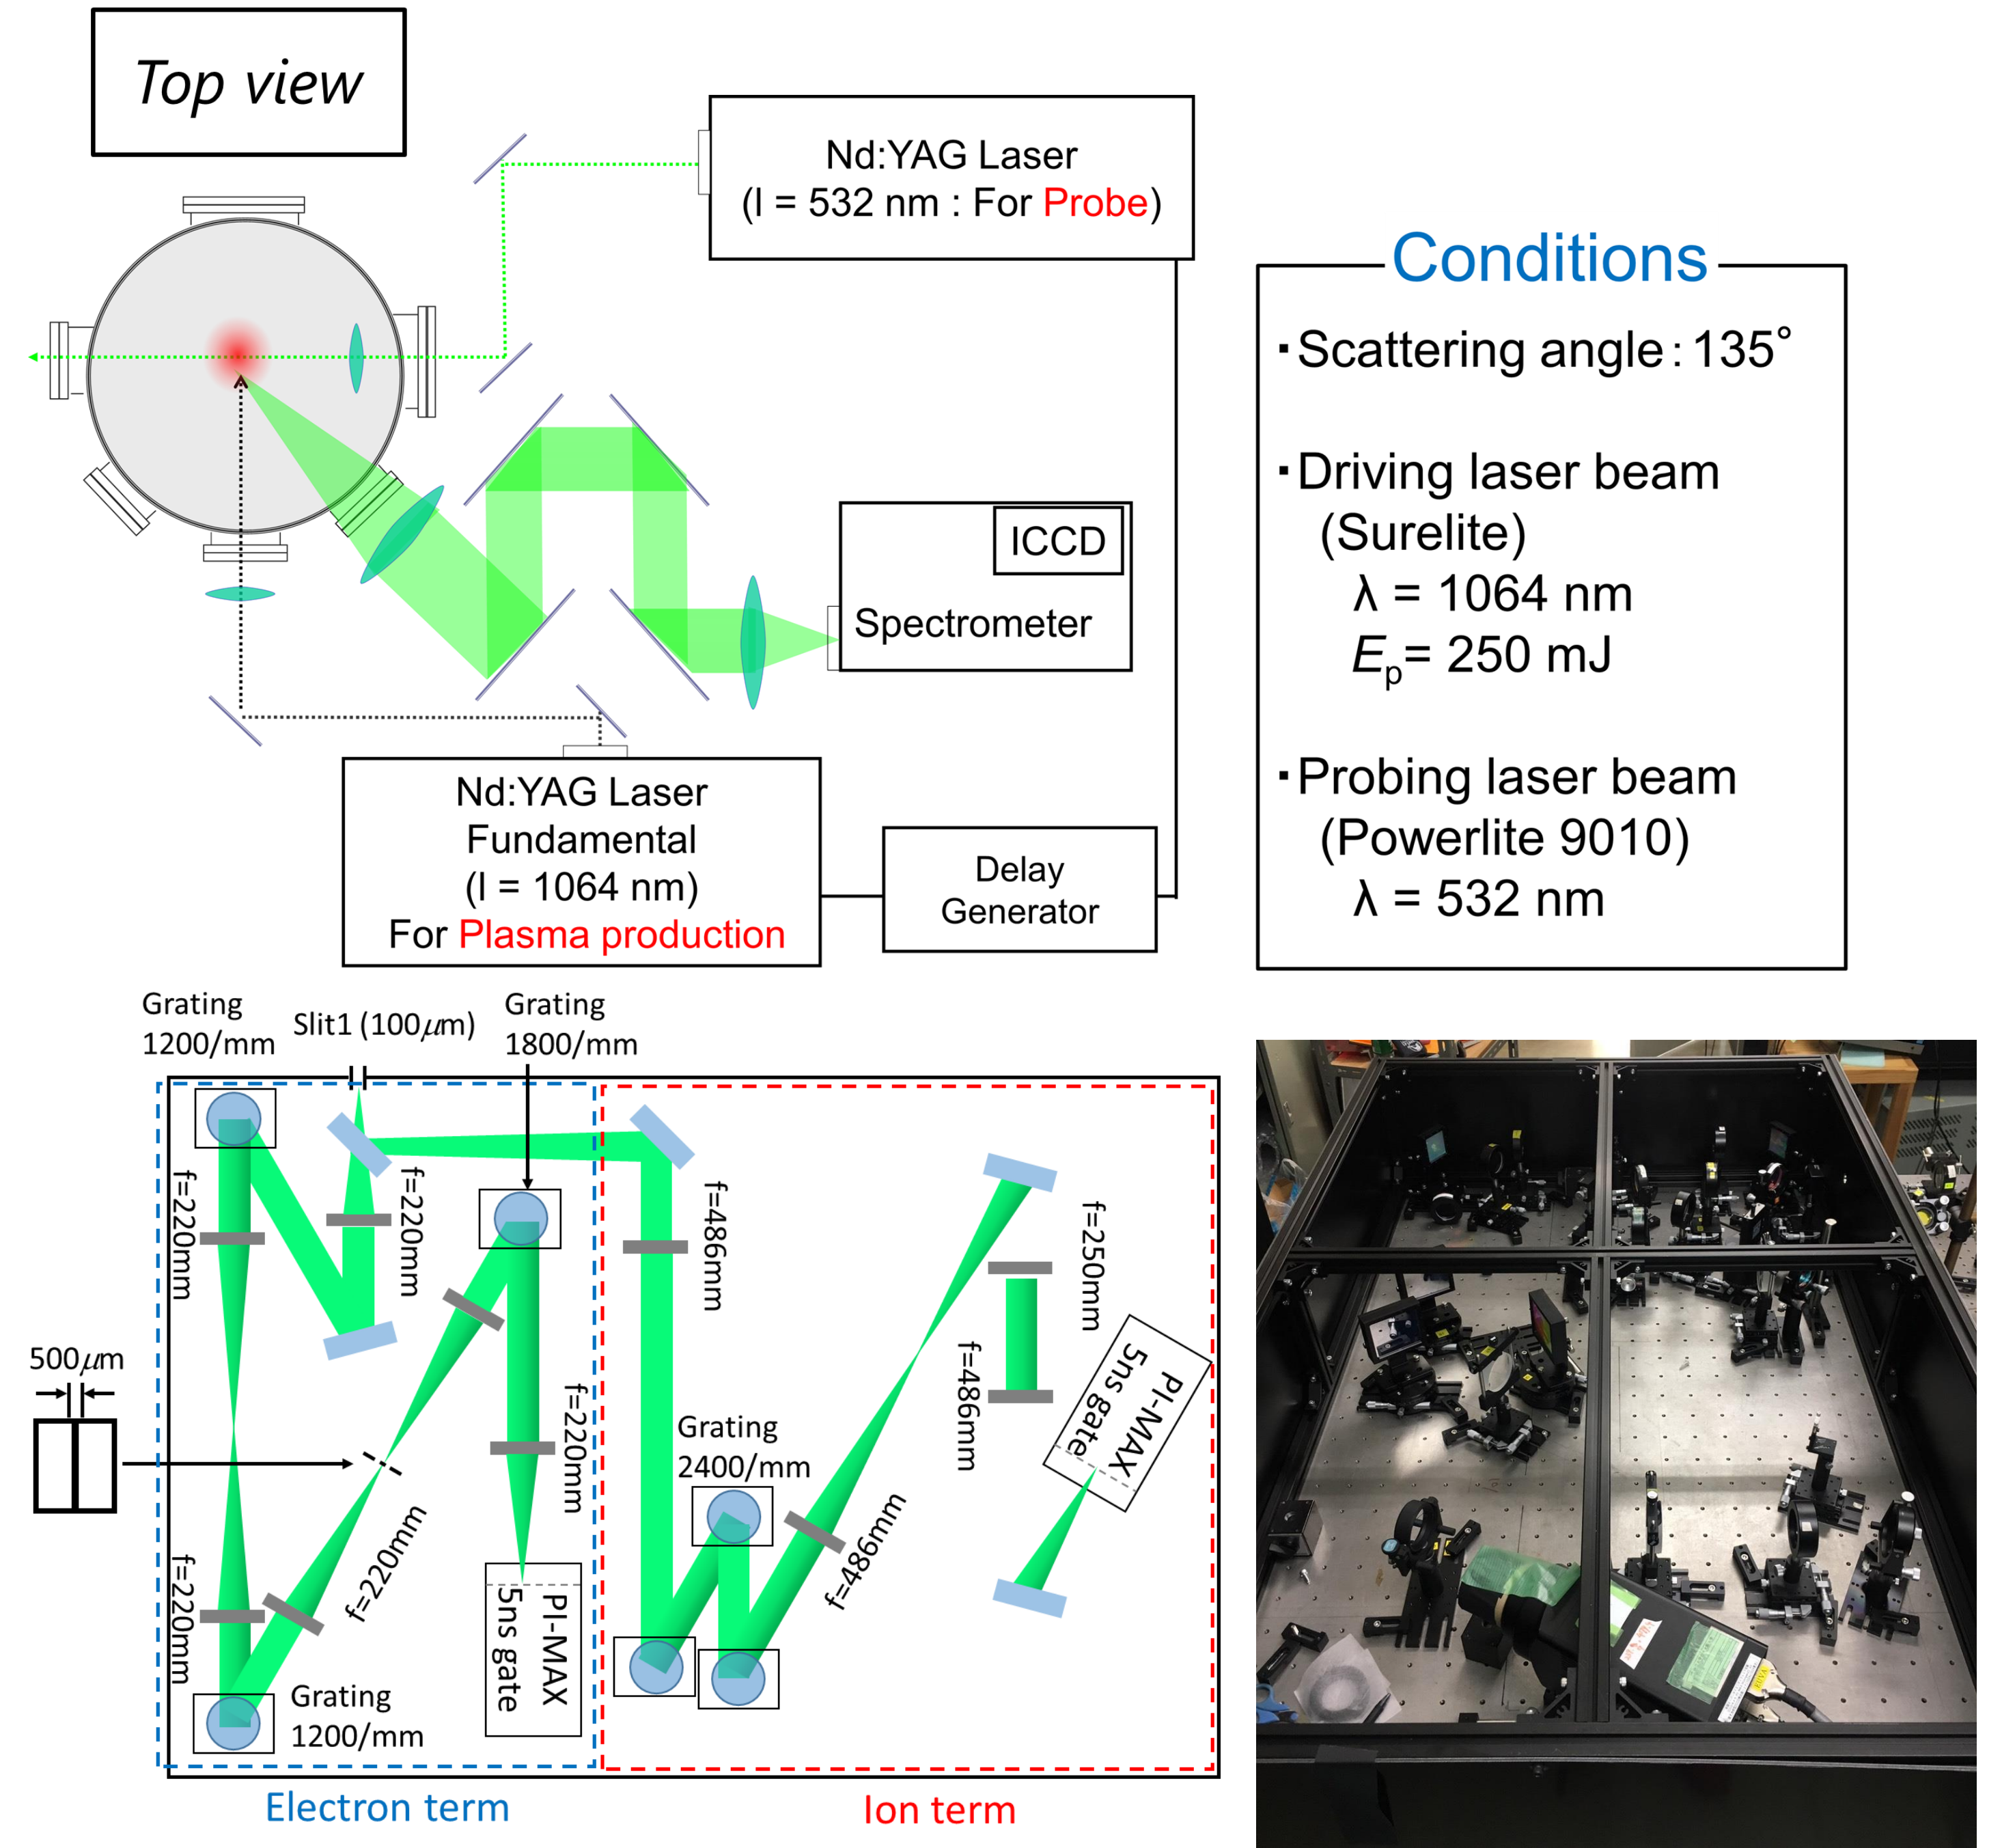 Top view
Nd:YAG Laser
(l = 532 nm : For Probe)
ICCD
Spectrometer
Nd:YAG Laser
Fundamental
(l = 1064 nm)
For Plasma production
Delay
Generator
Conditions
･Scattering angle : 135°
･Driving laser beam
(Surelite)
λ = 1064 nm
Ep= 250 mJ
･Probing laser beam
(Powerlite 9010)
λ = 532 nm
Grating
1200/mm
Slit1 (100μm)
Grating
1800/mm
f=220mm
f=220mm
f=486mm
f=250mm
500μm
f=220mm
f=486mm
PI-MAX
5ns gate
Grating
2400/mm
f=220mm
f=220mm
f=486mm
PI-MAX
5ns gate
Grating
1200/mm
Electron term
Ion term